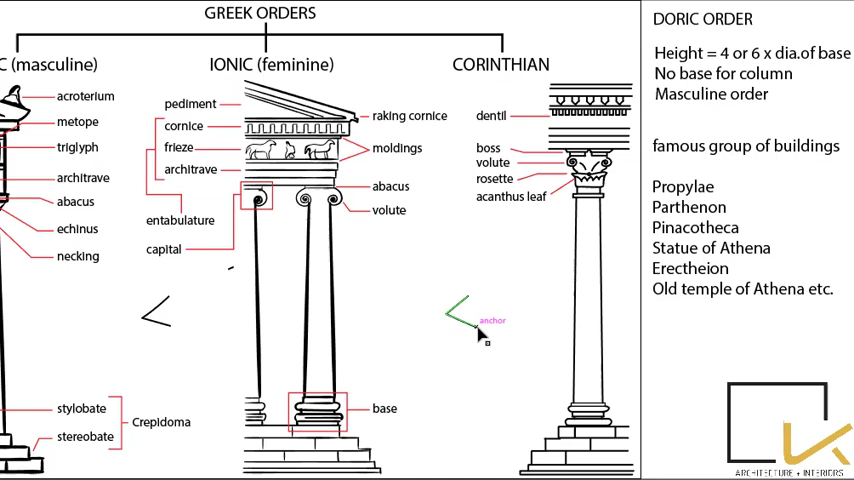 GREEK ORDERS
C (masculine)
IONIC (feminine)
CORINTHIAN
acroterium
metope
triglyph
architrave
abacus
echinus
necking
stylobate
stereobate
Crepidoma
pediment
cornice
frieze
architrave
entabulature
capital
raking cornice
moldings
abacus
volute
base
dentil
boss
volute
rosette
acanthus leaf
anchor
DORIC ORDER
Height = 4 or 6 x dia.of base
No base for column
Masculine order
famous group of buildings
Propylae
Parthenon
Pinacotheca
Statue of Athena
Erectheion
Old temple of Athena etc.
ARCHITECTURE + INTERIORS